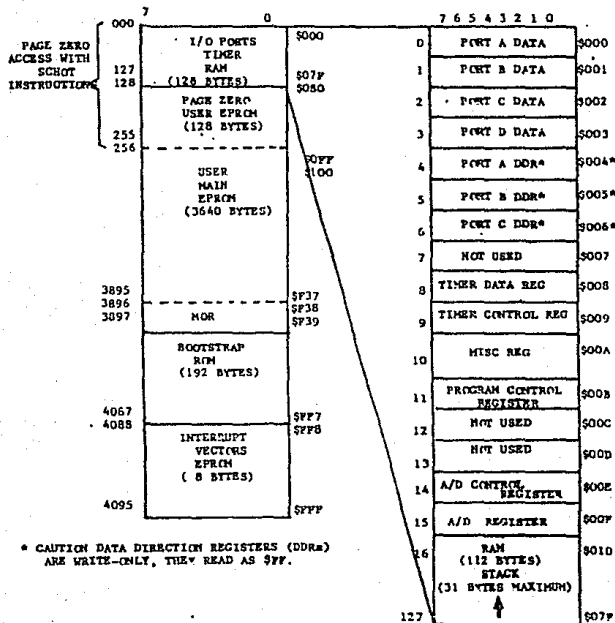 7 0
000
PAGE ZERO
ACCESS WITH
SCHOT
INSTRUCTION
127
128
255
256
3895
3896
3897
4067
4088
4095
I/O PORTS
TIMER
RAM
(128 BYTES)
PAGE ZERO
USER EPROM
(128 BYTES)
USER
MAIN
EPROM
(3640 BYTES)
MOR
BOOTSTRAP
ROM
(192 BYTES)
INTERRUPT
VECTORS
EPROM
( 8 BYTES)
$000
$07F
$080
$0FF
$100
$F37
$F38
$F39
$FF7
$FF8
$FFF
7 6 5 4 3 2 1 0
0 PORT A DATA $000
1 PORT B DATA $001
2 PORT C DATA $002
3 PORT D DATA $003
4 PORT A DDR* $004*
5 PORT B DDR* $005*
6 PORT C DDR* $006*
7 NOT USED $007
8 TIMER DATA REG $008
9 TIMER CONTROL REG $009
10 MISC REG $00A
11 PROGRAM CONTROL REGISTER $00B
12 NOT USED $00C
13 NOT USED $00D
14 A/D CONTROL REGISTER $00E
15 A/D REGISTER $00F
16 RAM $010
(112 BYTES)
STACK
(31 BYTES MAXIMUM)
127 $07F
* CAUTION DATA DIRECTION REGISTERS (DDRs)
ARE WRITE-ONLY, THEY READ AS $FF.